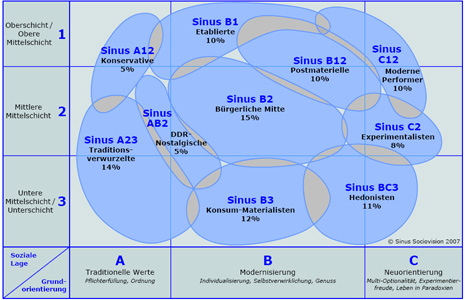 Oberschicht /
Obere
Mittelschicht
1
Sinus B1
Etablierte
10%
Sinus A12
Konservative
5%
Sinus B12
Postmaterielle
10%
Sinus
C12
Moderne
Performer
10%
Mittlere
Mittelschicht
2
Sinus
AB2
DDR-
Nostalgische
5%
Sinus B2
Bürgerliche Mitte
15%
Sinus C2
Experimentalisten
8%
Sinus A23
Traditions-
verwurzelte
14%
Untere
Mittelschicht /
Unterschicht
3
Sinus B3
Konsum-Materialisten
12%
Sinus BC3
Hedonisten
11%
© Sinus Sociovision 2007
Soziale
Lage
Grund-
orientierung
A
Traditionelle Werte
Pflichterfüllung, Ordnung
B
Modernisierung
Individualisierung, Selbstverwirklichung, Genuss
C
Neuorientierung
Multi-Optionalität, Experimentier-
freude, Leben in Paradoxien